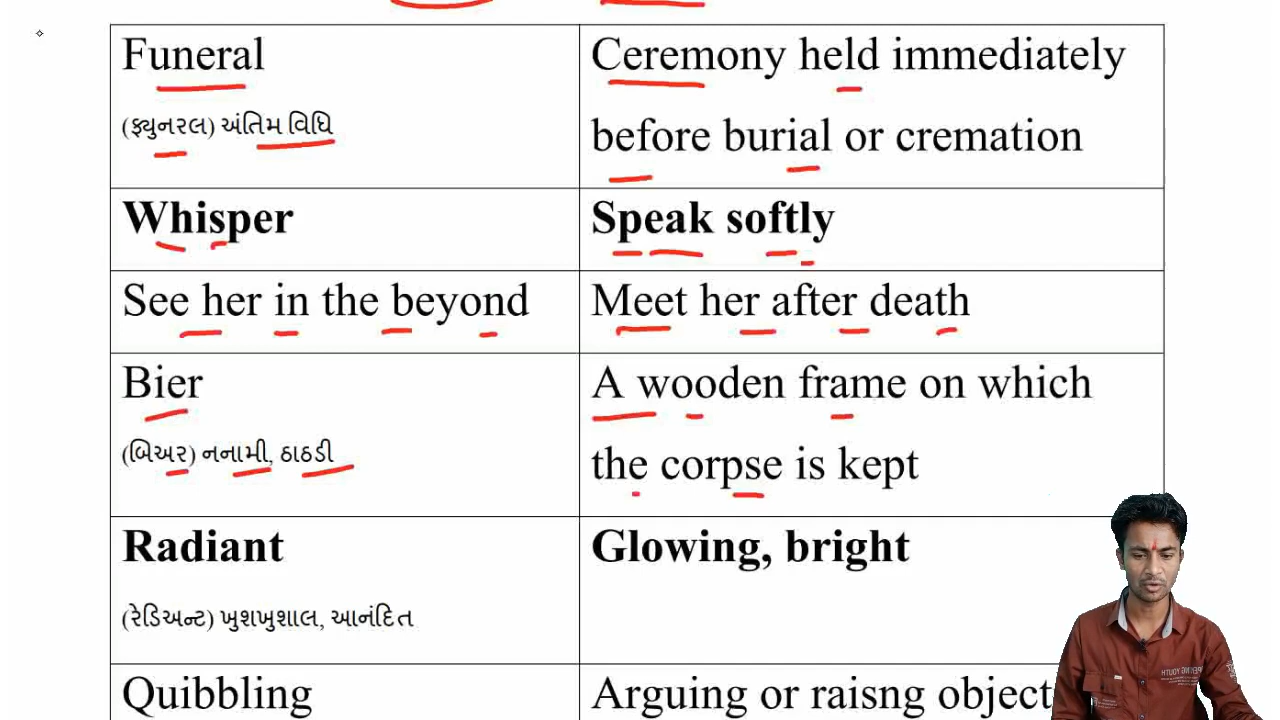 Funeral
(ફ્યુનરલ) અંતિમ વિધિ
Ceremony held immediately
before burial or cremation
Whisper
Speak softly
See her in the beyond
Meet her after death
Bier
(બિઅર) નનામી, ઠાઠડી
A wooden frame on which
the corpse is kept
Radiant
(રેડિઅન્ટ) ખુશખુશાલ, આનંદિત
Glowing, bright
Quibbling
Arguing or raisng object